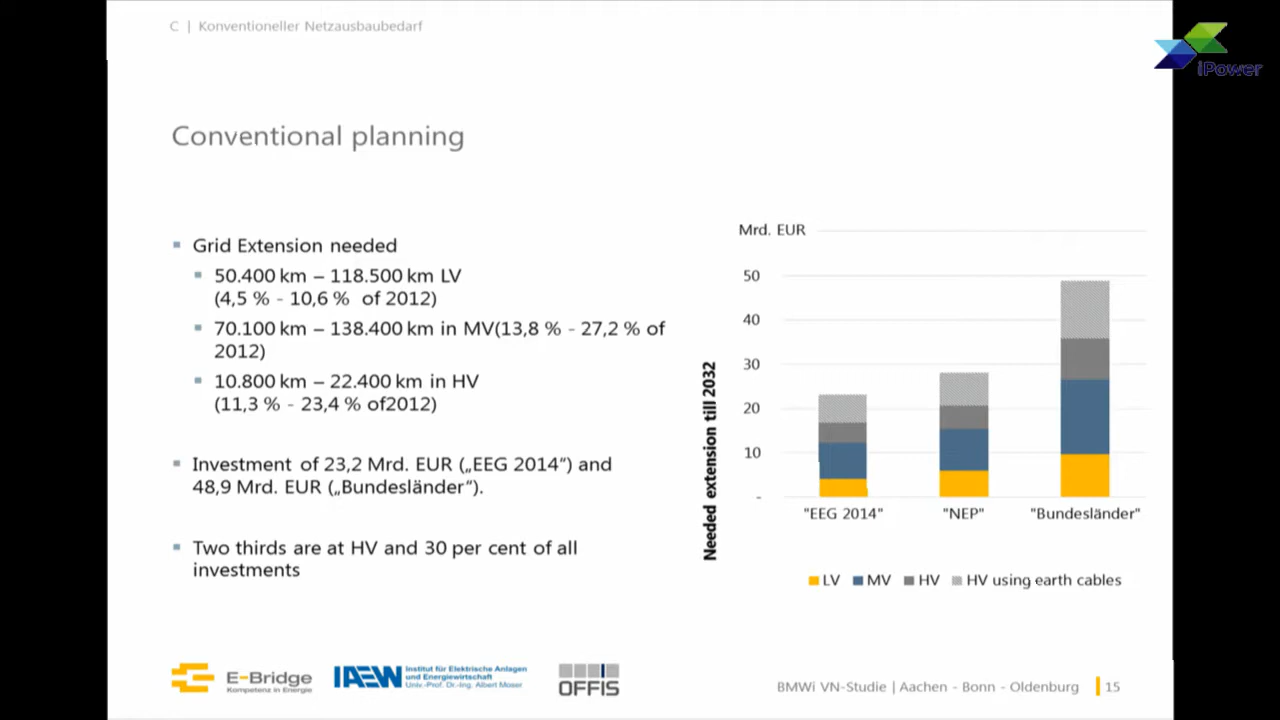 C | Konventioneller Netzausbaubedarf
iPower
Conventional planning
Grid Extension needed
50.400 km – 118.500 km LV
(4,5 % - 10,6 % of 2012)
70.100 km – 138.400 km in MV(13,8 % - 27,2 % of
2012)
10.800 km – 22.400 km in HV
(11,3 % - 23,4 % of2012)
Investment of 23,2 Mrd. EUR („EEG 2014“) and
48,9 Mrd. EUR („Bundesländer“).
Two thirds are at HV and 30 per cent of all
investments
Mrd. EUR
50
40
30
20
10
-
Needed extension till 2032
"EEG 2014"
"NEP"
"Bundesländer"
LV
MV
HV
HV using earth cables
E-Bridge
Kompetenz in Energie
IAEW
Institut für Elektrische Anlagen
und Energiewirtschaft
Univ.-Prof. Dr.-Ing. Albert Moser
OFFIS
BMWi VN-Studie | Aachen - Bonn - Oldenburg
15